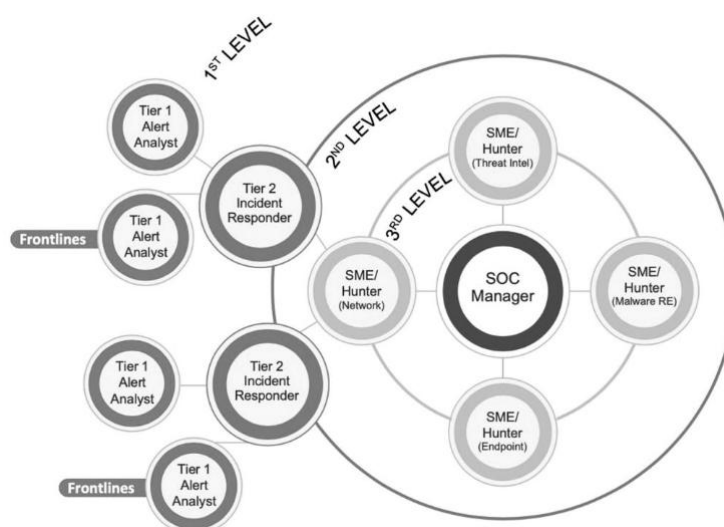 1ST LEVEL
Tier 1
Alert
Analyst
2ND LEVEL
SME/
Hunter
(Threat Intel)
Tier 2
Incident
Responder
Frontlines
Tier 1
Alert
Analyst
3RD LEVEL
SME/
Hunter
(Network)
SOC
Manager
SME/
Hunter
(Malware RE)
Tier 1
Alert
Analyst
Tier 2
Incident
Responder
SME/
Hunter
(Endpoint)
Frontlines
Tier 1
Alert
Analyst